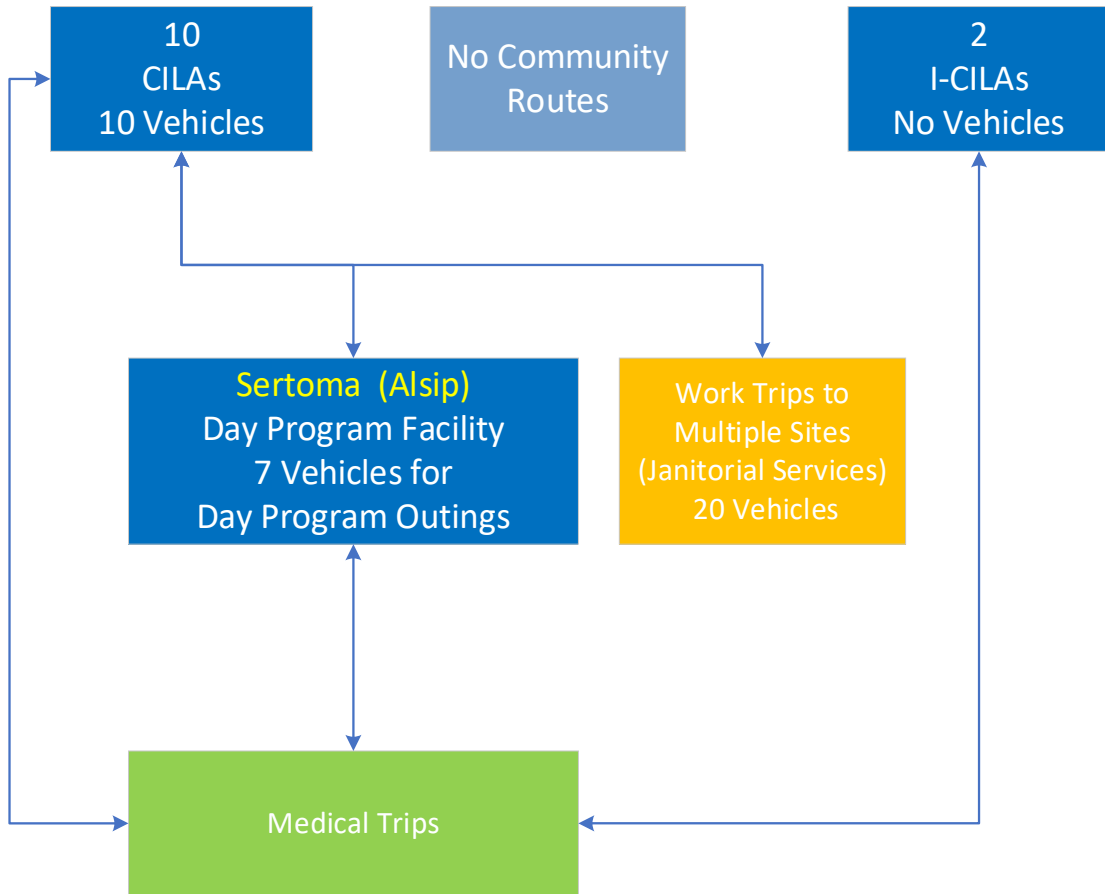 10
CILAs
10 Vehicles
No Community
Routes
2
I-CILAs
No Vehicles
Sertoma (Alsip)
Day Program Facility
7 Vehicles for
Day Program Outings
Work Trips to
Multiple Sites
(Janitorial Services)
20 Vehicles
Medical Trips